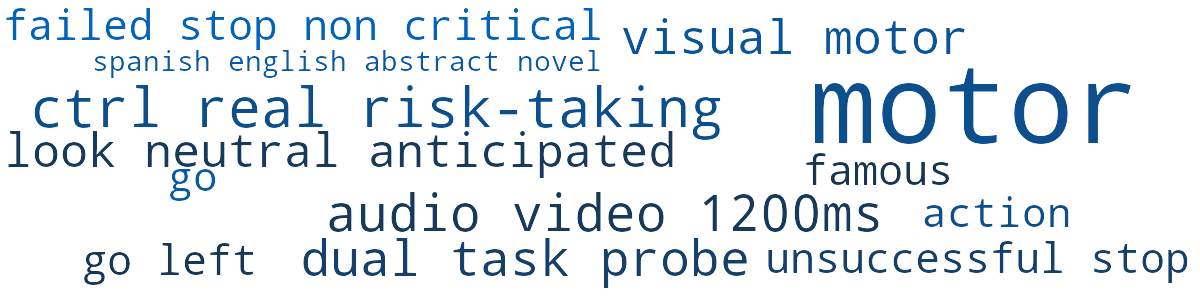 failed stop non critical
visual motor
spanish english abstract novel
ctrl real risk-taking
motor
look neutral anticipated
go
famous
audio video 1200ms
action
go left
dual task probe
unsuccessful stop